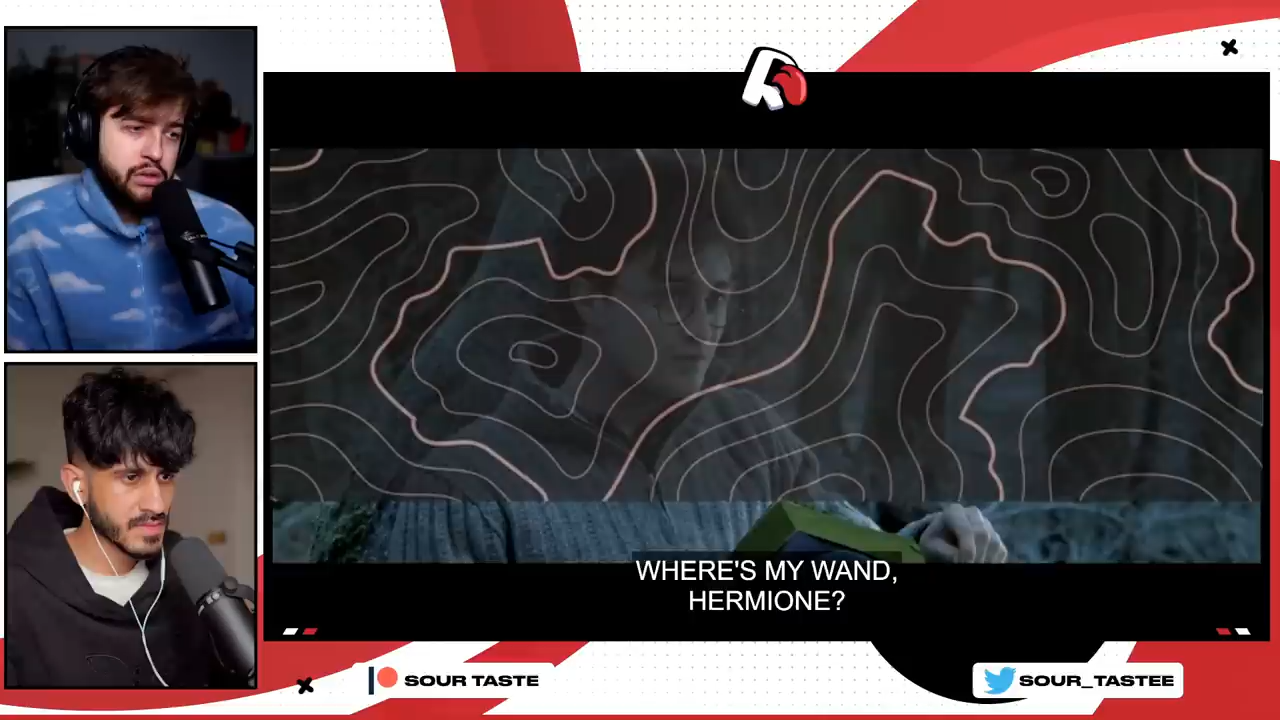 WHERE'S MY WAND,
HERMIONE?
SOUR TASTE
SOUR_TASTEE